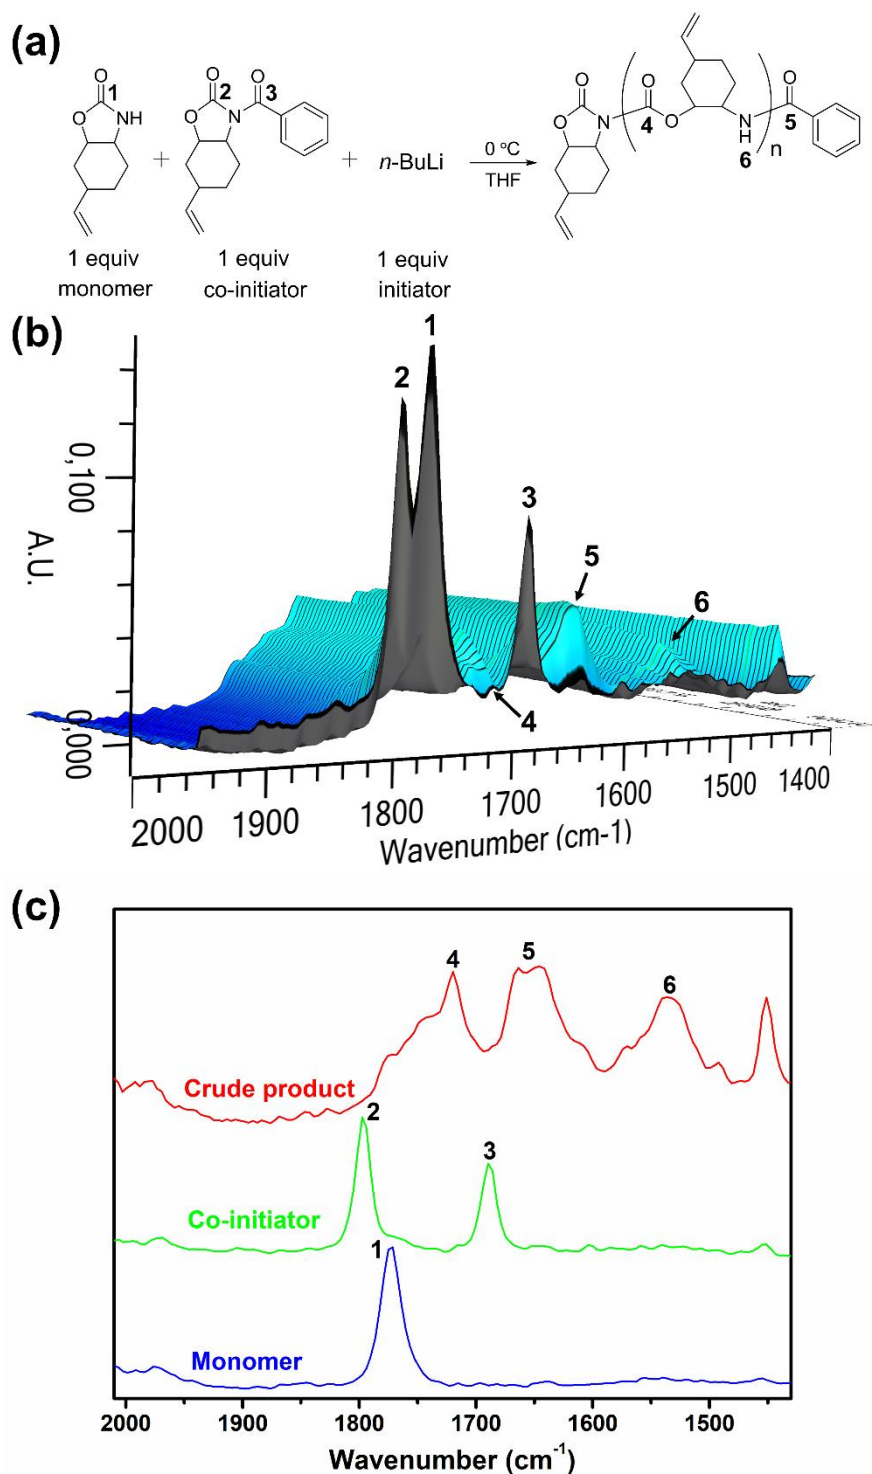 (a)
O
1
O
NH
O
2
O
N
O
3
+
+
n-BuLi
0 °C
THF
O
O
N
O
4
O
N
H
6
n
O
5
1 equiv
monomer
1 equiv
co-initiator
1 equiv
initiator
(b)
1
2
3
4
5
6
0,100
A.U.
0,000
2000
1900
1800
1700
1600
1500
1400
Wavenumber (cm-1)
(c)
4
5
6
Crude product
2
3
Co-initiator
1
Monomer
2000
1900
1800
1700
1600
1500
Wavenumber (cm-1)